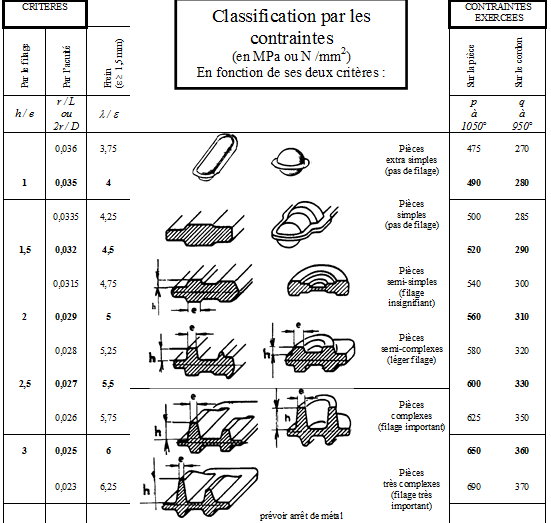 CRITERES
Classification par les
contraintes
(en MPa ou N /mm²)
En fonction de ses deux critères :
CONTRAINTES
EXERCEES
Par le filage
Par l'acuité
Frein
(ε ≥ 1,5 mm)
Sur la pièce
Sur le cordon
h / e
r / L
ou
2r / D
λ / ε
p
à
1050°
q
à
950°
0,036 3,75 Pièces 475 270
extra simples
(pas de filage)
1 0,035 4 490 280
0,0335 4,25 Pièces 500 285
simples
(pas de filage)
1,5 0,032 4,5 520 290
0,0315 4,75 Pièces 540 300
semi-simples
(filage
insignifiant)
h
e
2 0,029 5 560 310
0,028 5,25 Pièces 580 320
semi-complexes
(léger filage)
e
h
e
h
2,5 0,027 5,5 600 330
0,026 5,75 Pièces 625 350
complexes
(filage important)
e
h
e
h
3 0,025 6 650 360
0,023 6,25 Pièces 690 370
très complexes
(filage très
important)
e
h
prévoir arrêt de métal